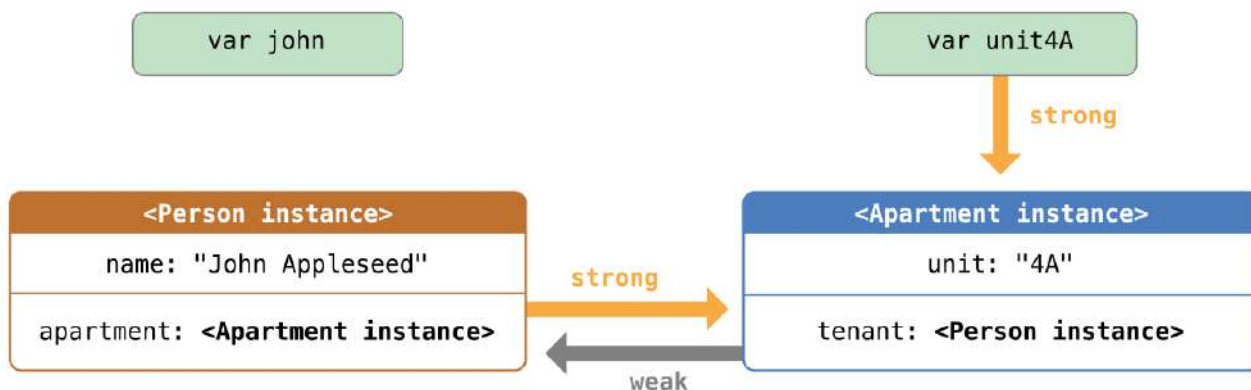 var john
var unit4A
strong
<Person instance>
name: "John Appleseed"
apartment: <Apartment instance>
strong
weak
<Apartment instance>
unit: "4A"
tenant: <Person instance>